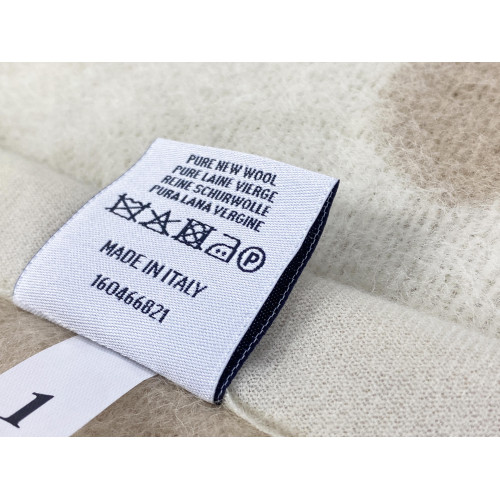 PURE NEW WOOL
PURE LAINE VIERGE
REINE SCHURWOLLE
PURA LANA VERGINE
P
MADE IN ITALY
160466821
1